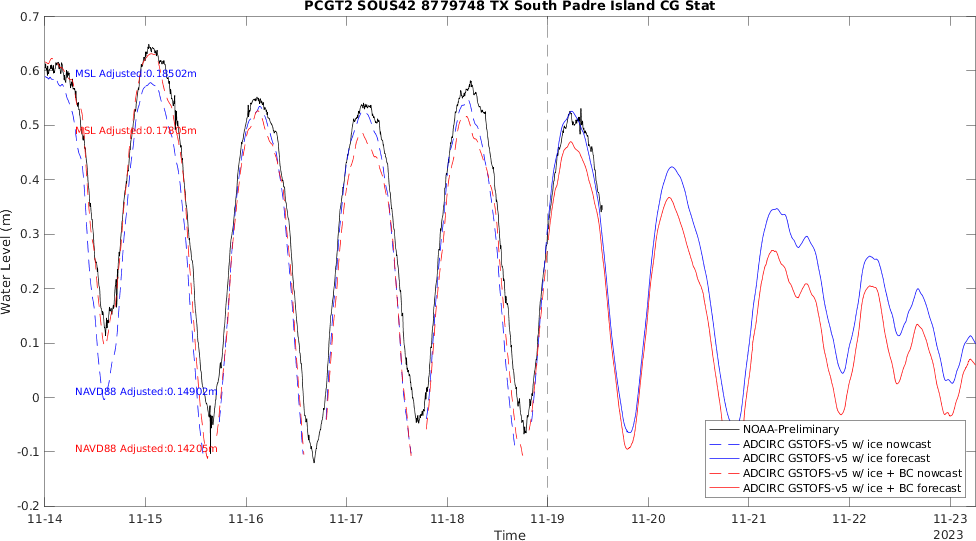 PCGT2 SOUS42 8779748 TX South Padre Island CG Stat
0.7
0.6
0.5
0.4
0.3
0.2
0.1
0
-0.1
-0.2
Water Level (m)
MSL Adjusted:0.18502m
MSL Adjusted:0.17805m
NAVD88 Adjusted:0.14902m
NAVD88 Adjusted:0.14205m
NOAA-Preliminary
ADCIRC GSTOFS-v5 w/ ice nowcast
ADCIRC GSTOFS-v5 w/ ice forecast
ADCIRC GSTOFS-v5 w/ ice + BC nowcast
ADCIRC GSTOFS-v5 w/ ice + BC forecast
11-14 11-15 11-16 11-17 11-18 11-19 11-20 11-21 11-22 11-23
Time
2023